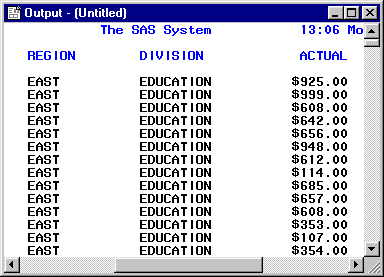 Output - (Untitled)
The SAS System 13:06 Mo
REGION DIVISION ACTUAL
EAST EDUCATION $925.00
EAST EDUCATION $999.00
EAST EDUCATION $608.00
EAST EDUCATION $642.00
EAST EDUCATION $656.00
EAST EDUCATION $948.00
EAST EDUCATION $612.00
EAST EDUCATION $114.00
EAST EDUCATION $685.00
EAST EDUCATION $657.00
EAST EDUCATION $608.00
EAST EDUCATION $353.00
EAST EDUCATION $107.00
EAST EDUCATION $354.00